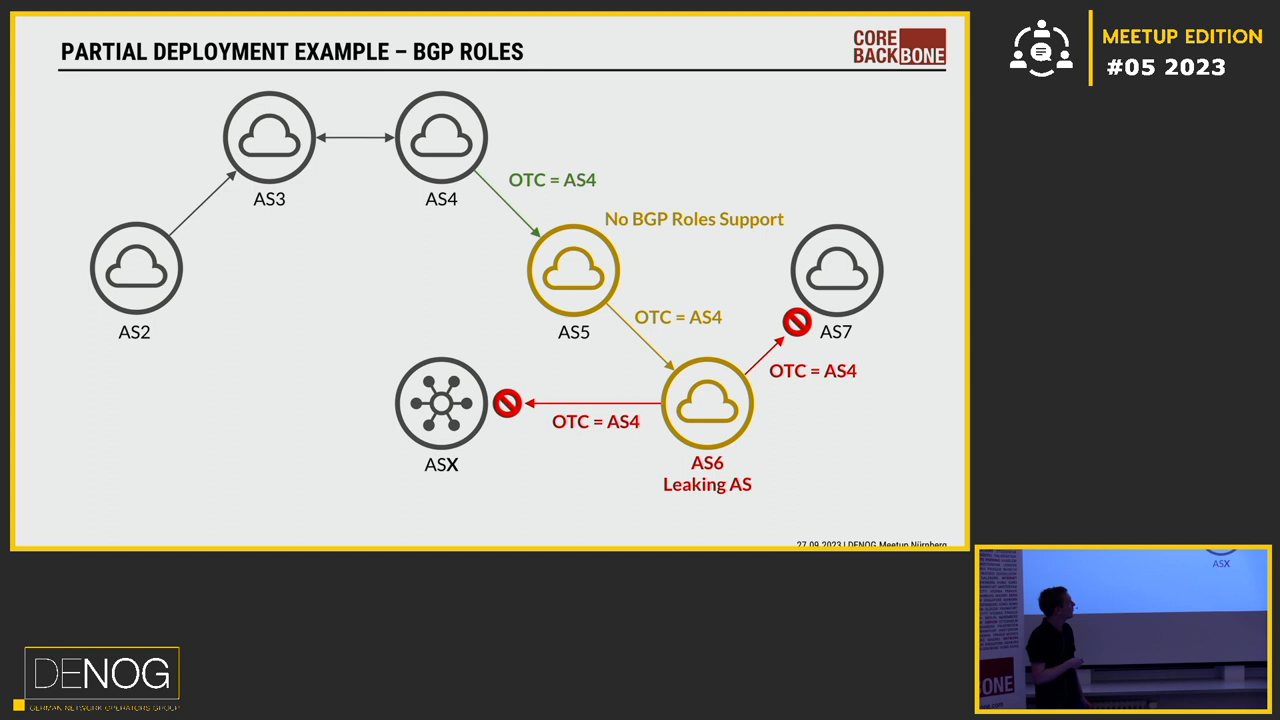 PARTIAL DEPLOYMENT EXAMPLE – BGP ROLES
CORE
BACKBONE
MEETUP EDITION
#05 2023
AS3
AS4
OTC = AS4
No BGP Roles Support
AS2
AS5
OTC = AS4
AS7
OTC = AS4
OTC = AS4
ASX
AS6
Leaking AS
27.09.2023 | DENOG Meetup Nürnberg
ASX
BONE
DENOG
GERMAN NETWORK OPERATORS GROUP